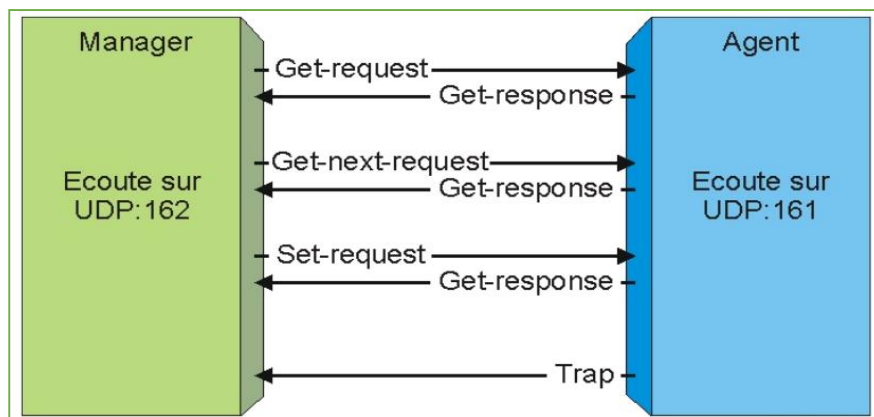 Manager
Agent
Get-request
Get-response
Get-next-request
Ecoute sur
UDP:162
Get-response
Ecoute sur
UDP:161
Set-request
Get-response
Trap